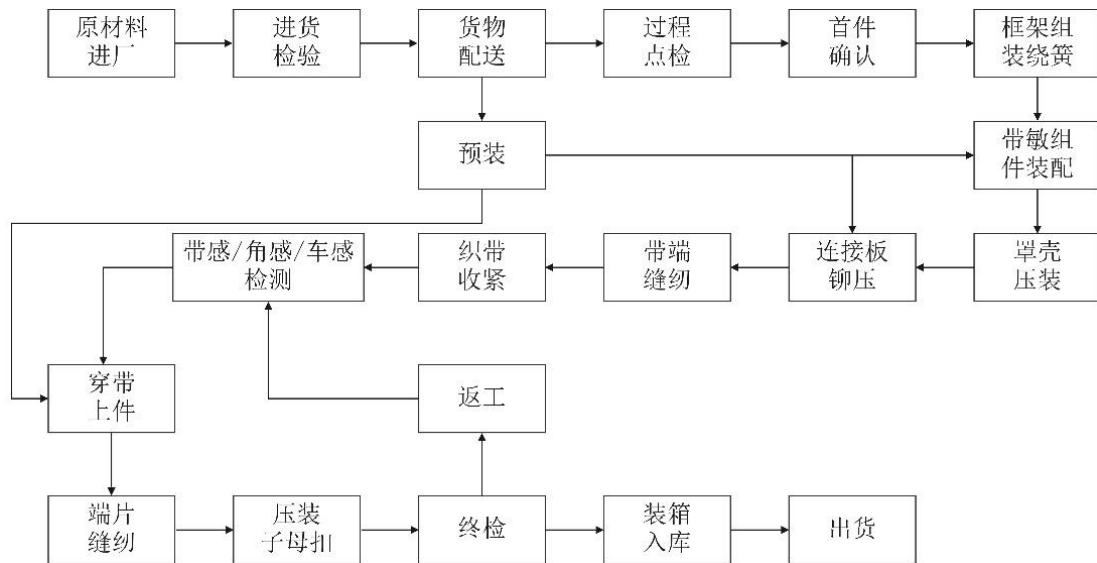 原材料
进厂
进货
检验
货物
配送
过程
点检
首件
确认
框架组
装绕簧
预装
带敏组
件装配
带感/角感/车感
检测
织带
收紧
带端
缝纫
连接板
铆压
罩壳
压装
穿带
上件
返工
端片
缝纫
压装
子母扣
终检
装箱
入库
出货